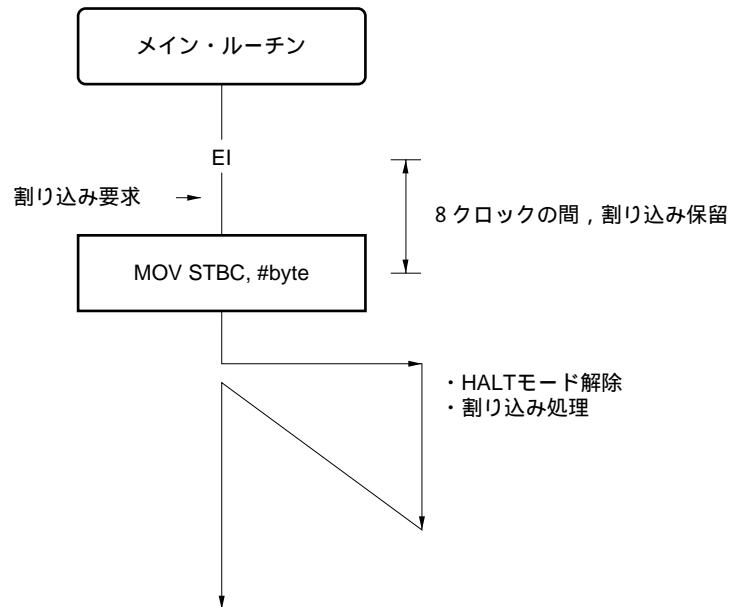 メイン・ルーチン
EI
割り込み要求
8クロックの間，割り込み保留
MOV STBC, #byte
・HALTモード解除
・割り込み処理